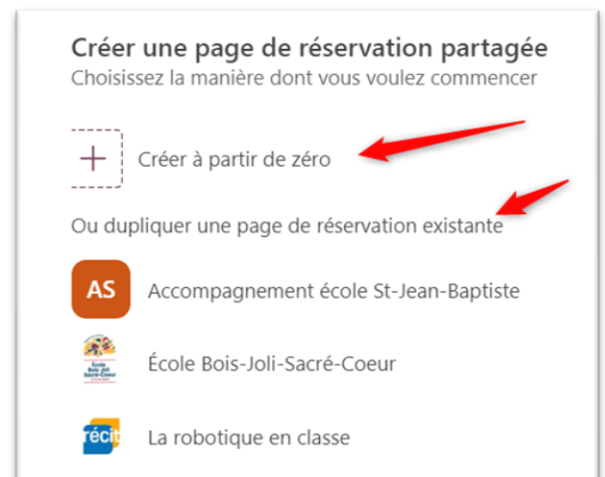 Créer une page de réservation partagée
Choisissez la manière dont vous voulez commencer
Créer à partir de zéro
Ou dupliquer une page de réservation existante
AS
Accompagnement école St-Jean-Baptiste
École Bois-Joli-Sacré-Coeur
récit
La robotique en classe